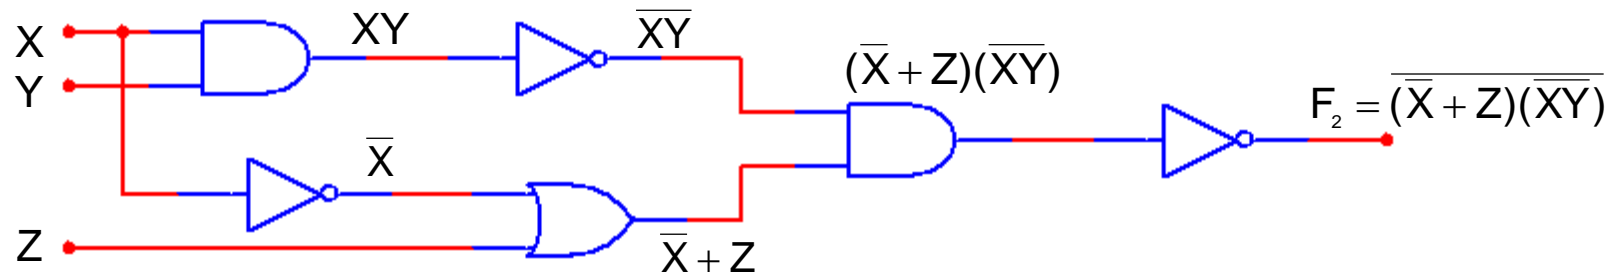 X
Y
Z
XY
X̅Y̅
X̅
X̅ + Z
(X̅ + Z)(X̅Y̅)
F₂ = (X̅ + Z)(X̅Y̅)̅